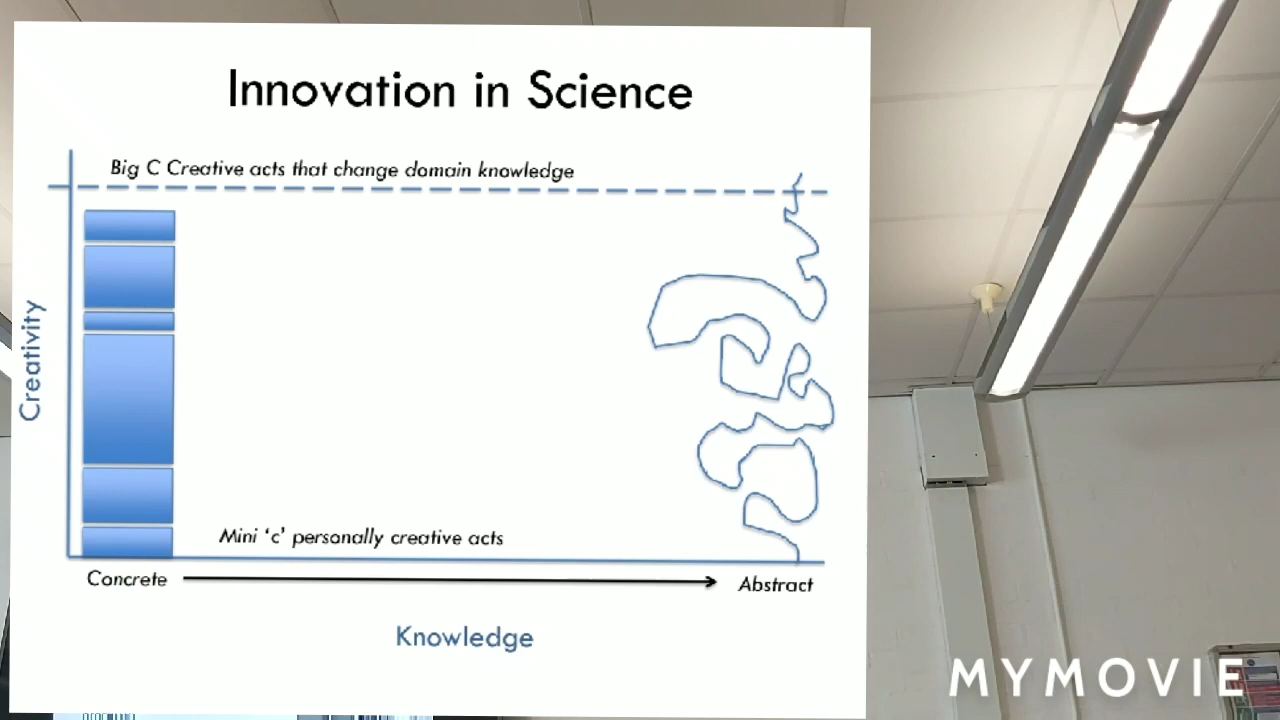 Innovation in Science
Big C Creative acts that change domain knowledge
Creativity
Mini 'c' personally creative acts
Concrete
Abstract
Knowledge
MYMOVIE